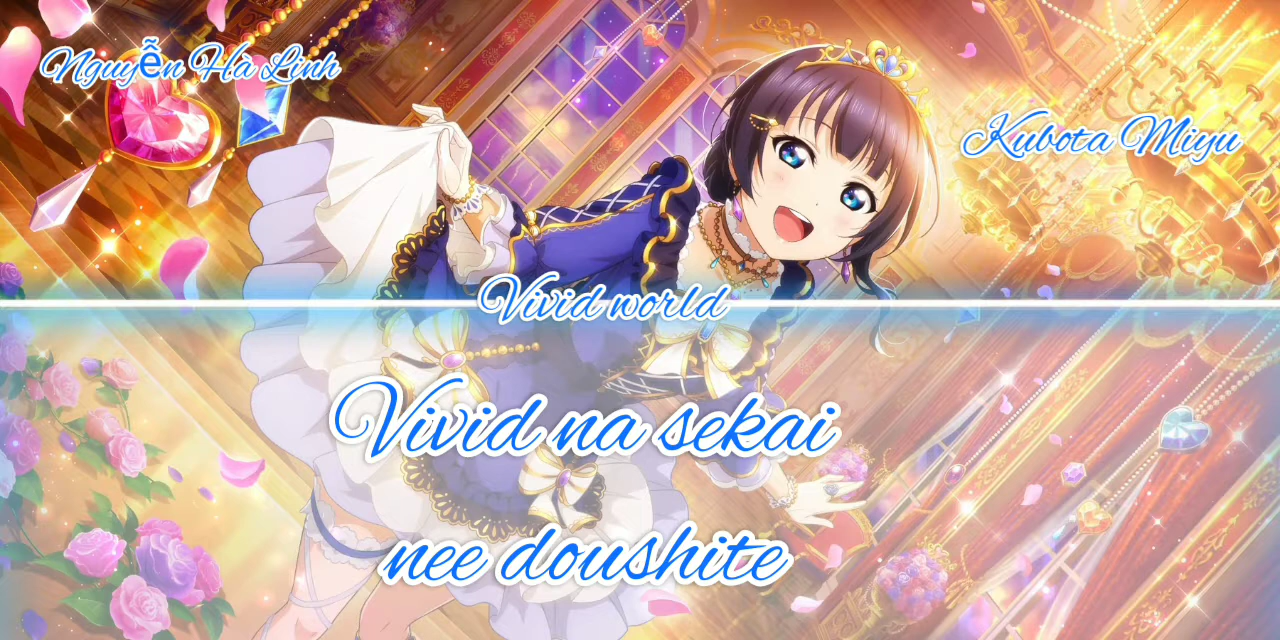 Nguyễn Hà Linh
Kubota Miyu
Vivid world
Vivid na sekai
nee doushite